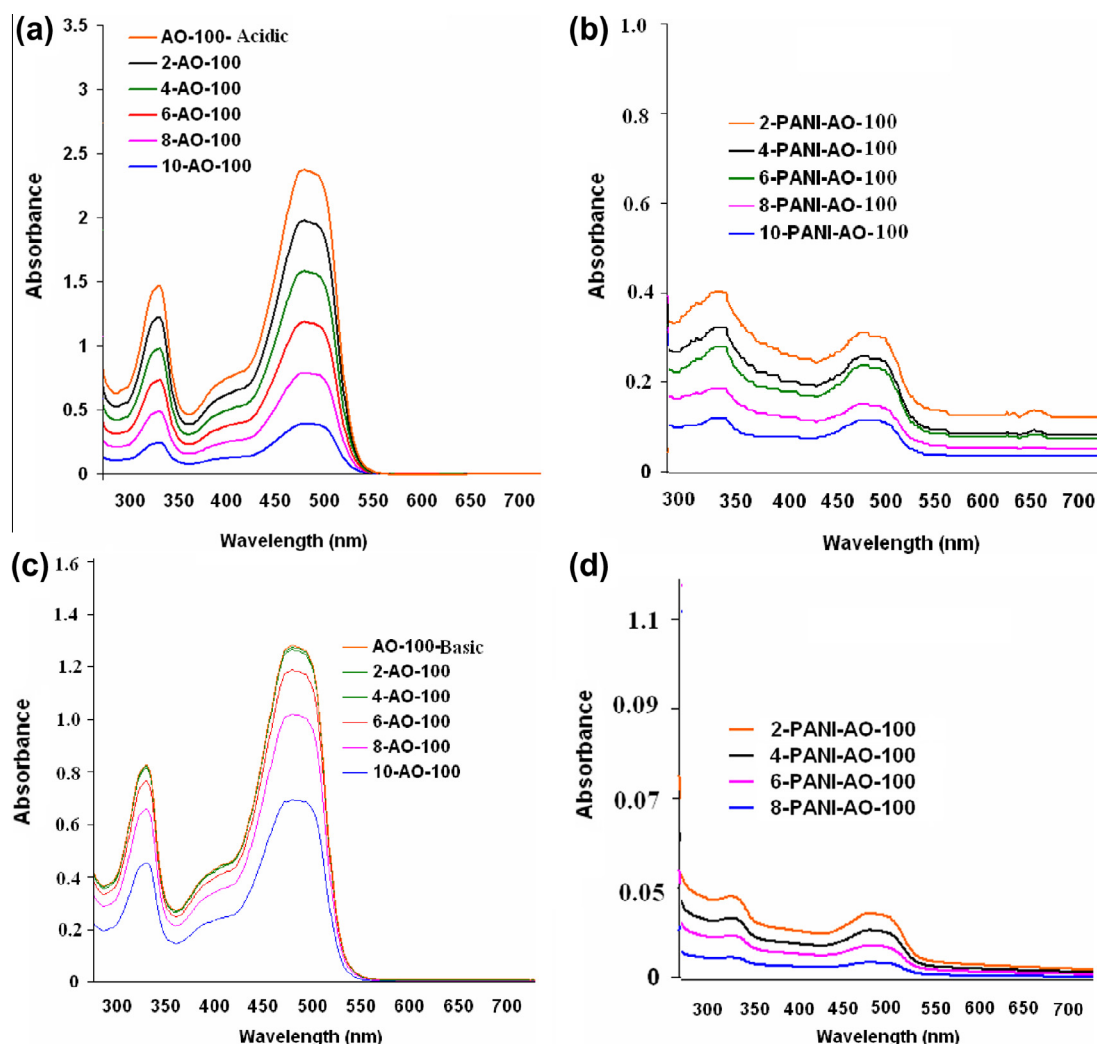 (a)
3.5
3
2.5
2
1.5
1
0.5
0
Absorbance
AO-100- Acidic
2-AO-100
4-AO-100
6-AO-100
8-AO-100
10-AO-100
300 350 400 450 500 550 600 650 700
Wavelength (nm)
(b)
1.0
0.8
0.6
0.4
0.2
0
Absorbance
2-PANI-AO-100
4-PANI-AO-100
6-PANI-AO-100
8-PANI-AO-100
10-PANI-AO-100
300 350 400 450 500 550 600 650 700
Wavelength (nm)
(c)
1.6
1.4
1.2
1.0
0.8
0.6
0.4
0.2
0
Absorbance
AO-100-Basic
2-AO-100
4-AO-100
6-AO-100
8-AO-100
10-AO-100
300 350 400 450 500 550 600 650 700
Wavelength (nm)
(d)
1.1
0.09
0.07
0.05
0
Absorbance
2-PANI-AO-100
4-PANI-AO-100
6-PANI-AO-100
8-PANI-AO-100
300 350 400 450 500 550 600 650 700
Wavelength (nm)